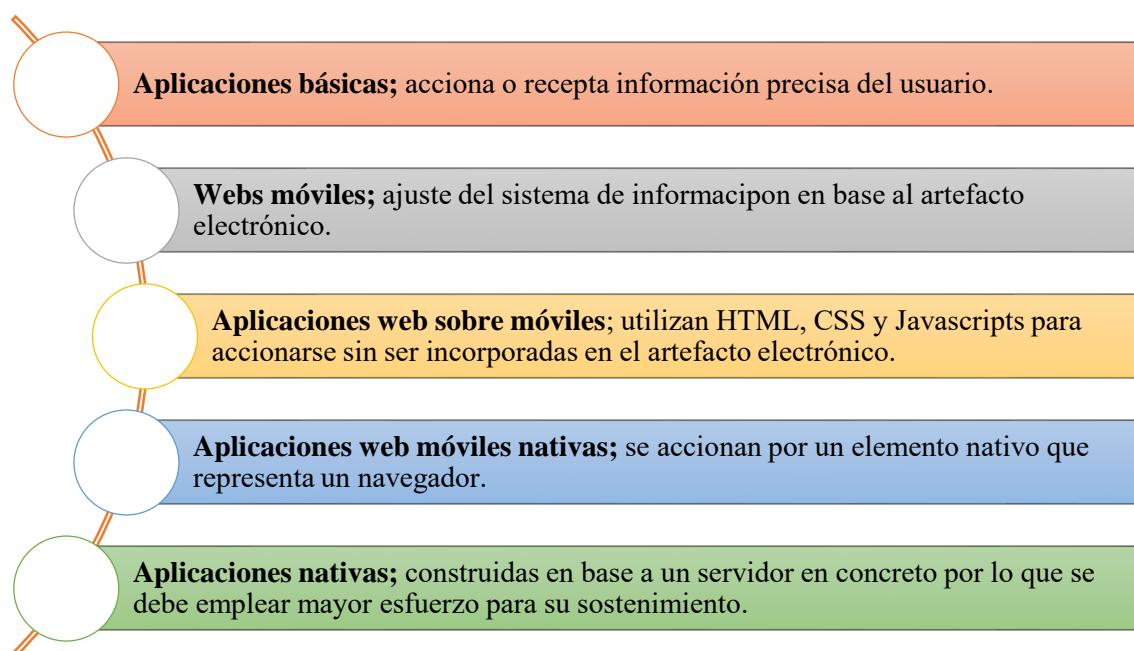 Aplicaciones básicas; acciona o recepta información precisa del usuario.
Webs móviles; ajuste del sistema de informacipon en base al artefacto
electrónico.
Aplicaciones web sobre móviles; utilizan HTML, CSS y Javascripts para
accionarse sin ser incorporadas en el artefacto electrónico.
Aplicaciones web móviles nativas; se accionan por un elemento nativo que
representa un navegador.
Aplicaciones nativas; construidas en base a un servidor en concreto por lo que se
debe emplear mayor esfuerzo para su sostenimiento.